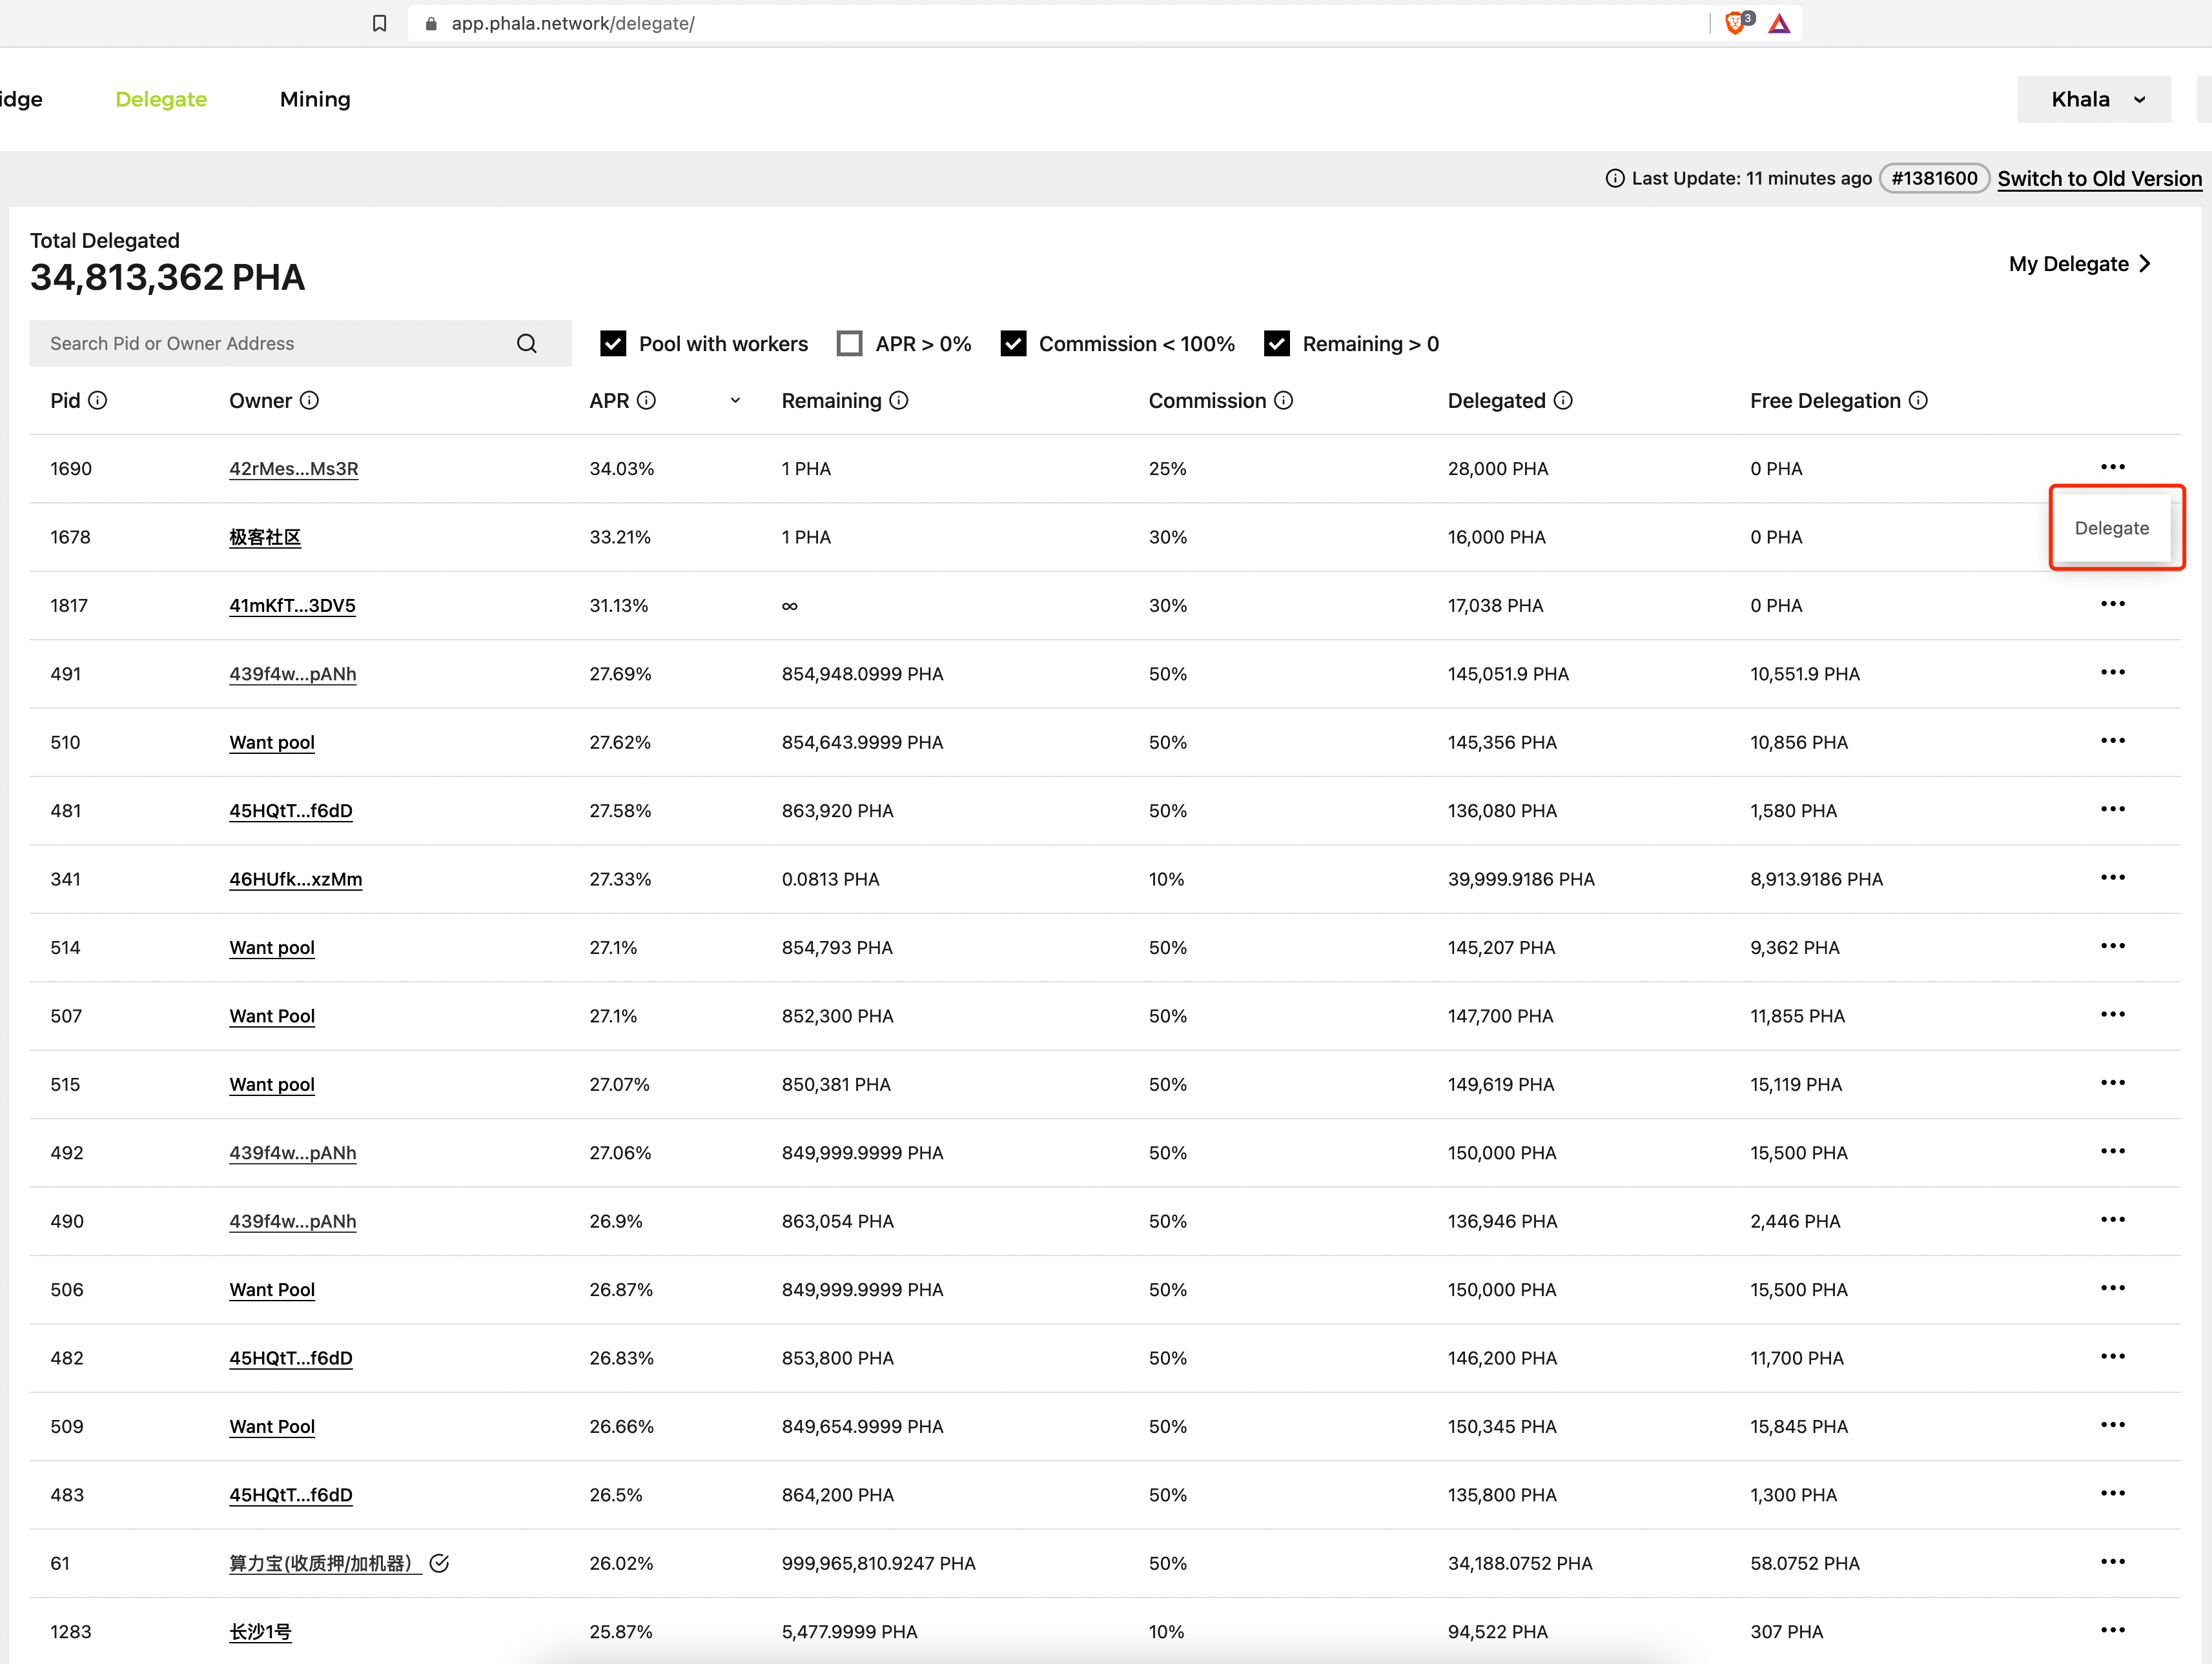 app.phala.network/delegate/ 3
idge Delegate Mining Khala
Last Update: 11 minutes ago #1381600 Switch to Old Version
Total Delegated
34,813,362 PHA
My Delegate
Search Pid or Owner Address Pool with workers APR > 0% Commission < 100% Remaining > 0
Pid Owner APR Remaining Commission Delegated Free Delegation
1690 42rMes...Ms3R 34.03% 1 PHA 25% 28,000 PHA 0 PHA •••
Delegate
1678 极客社区 33.21% 1 PHA 30% 16,000 PHA 0 PHA
1817 41mKfT...3DV5 31.13% ∞ 30% 17,038 PHA 0 PHA •••
491 439f4w...pANh 27.69% 854,948.0999 PHA 50% 145,051.9 PHA 10,551.9 PHA •••
510 Want pool 27.62% 854,643.9999 PHA 50% 145,356 PHA 10,856 PHA •••
481 45HQtT...f6dD 27.58% 863,920 PHA 50% 136,080 PHA 1,580 PHA •••
341 46HUfk...xzMm 27.33% 0.0813 PHA 10% 39,999.9186 PHA 8,913.9186 PHA •••
514 Want pool 27.1% 854,793 PHA 50% 145,207 PHA 9,362 PHA •••
507 Want Pool 27.1% 852,300 PHA 50% 147,700 PHA 11,855 PHA •••
515 Want pool 27.07% 850,381 PHA 50% 149,619 PHA 15,119 PHA •••
492 439f4w...pANh 27.06% 849,999.9999 PHA 50% 150,000 PHA 15,500 PHA •••
490 439f4w...pANh 26.9% 863,054 PHA 50% 136,946 PHA 2,446 PHA •••
506 Want Pool 26.87% 849,999.9999 PHA 50% 150,000 PHA 15,500 PHA •••
482 45HQtT...f6dD 26.83% 853,800 PHA 50% 146,200 PHA 11,700 PHA •••
509 Want Pool 26.66% 849,654.9999 PHA 50% 150,345 PHA 15,845 PHA •••
483 45HQtT...f6dD 26.5% 864,200 PHA 50% 135,800 PHA 1,300 PHA •••
61 算力宝(收质押/加机器） 26.02% 999,965,810.9247 PHA 50% 34,188.0752 PHA 58.0752 PHA •••
1283 长沙1号 25.87% 5,477.9999 PHA 10% 94,522 PHA 307 PHA •••